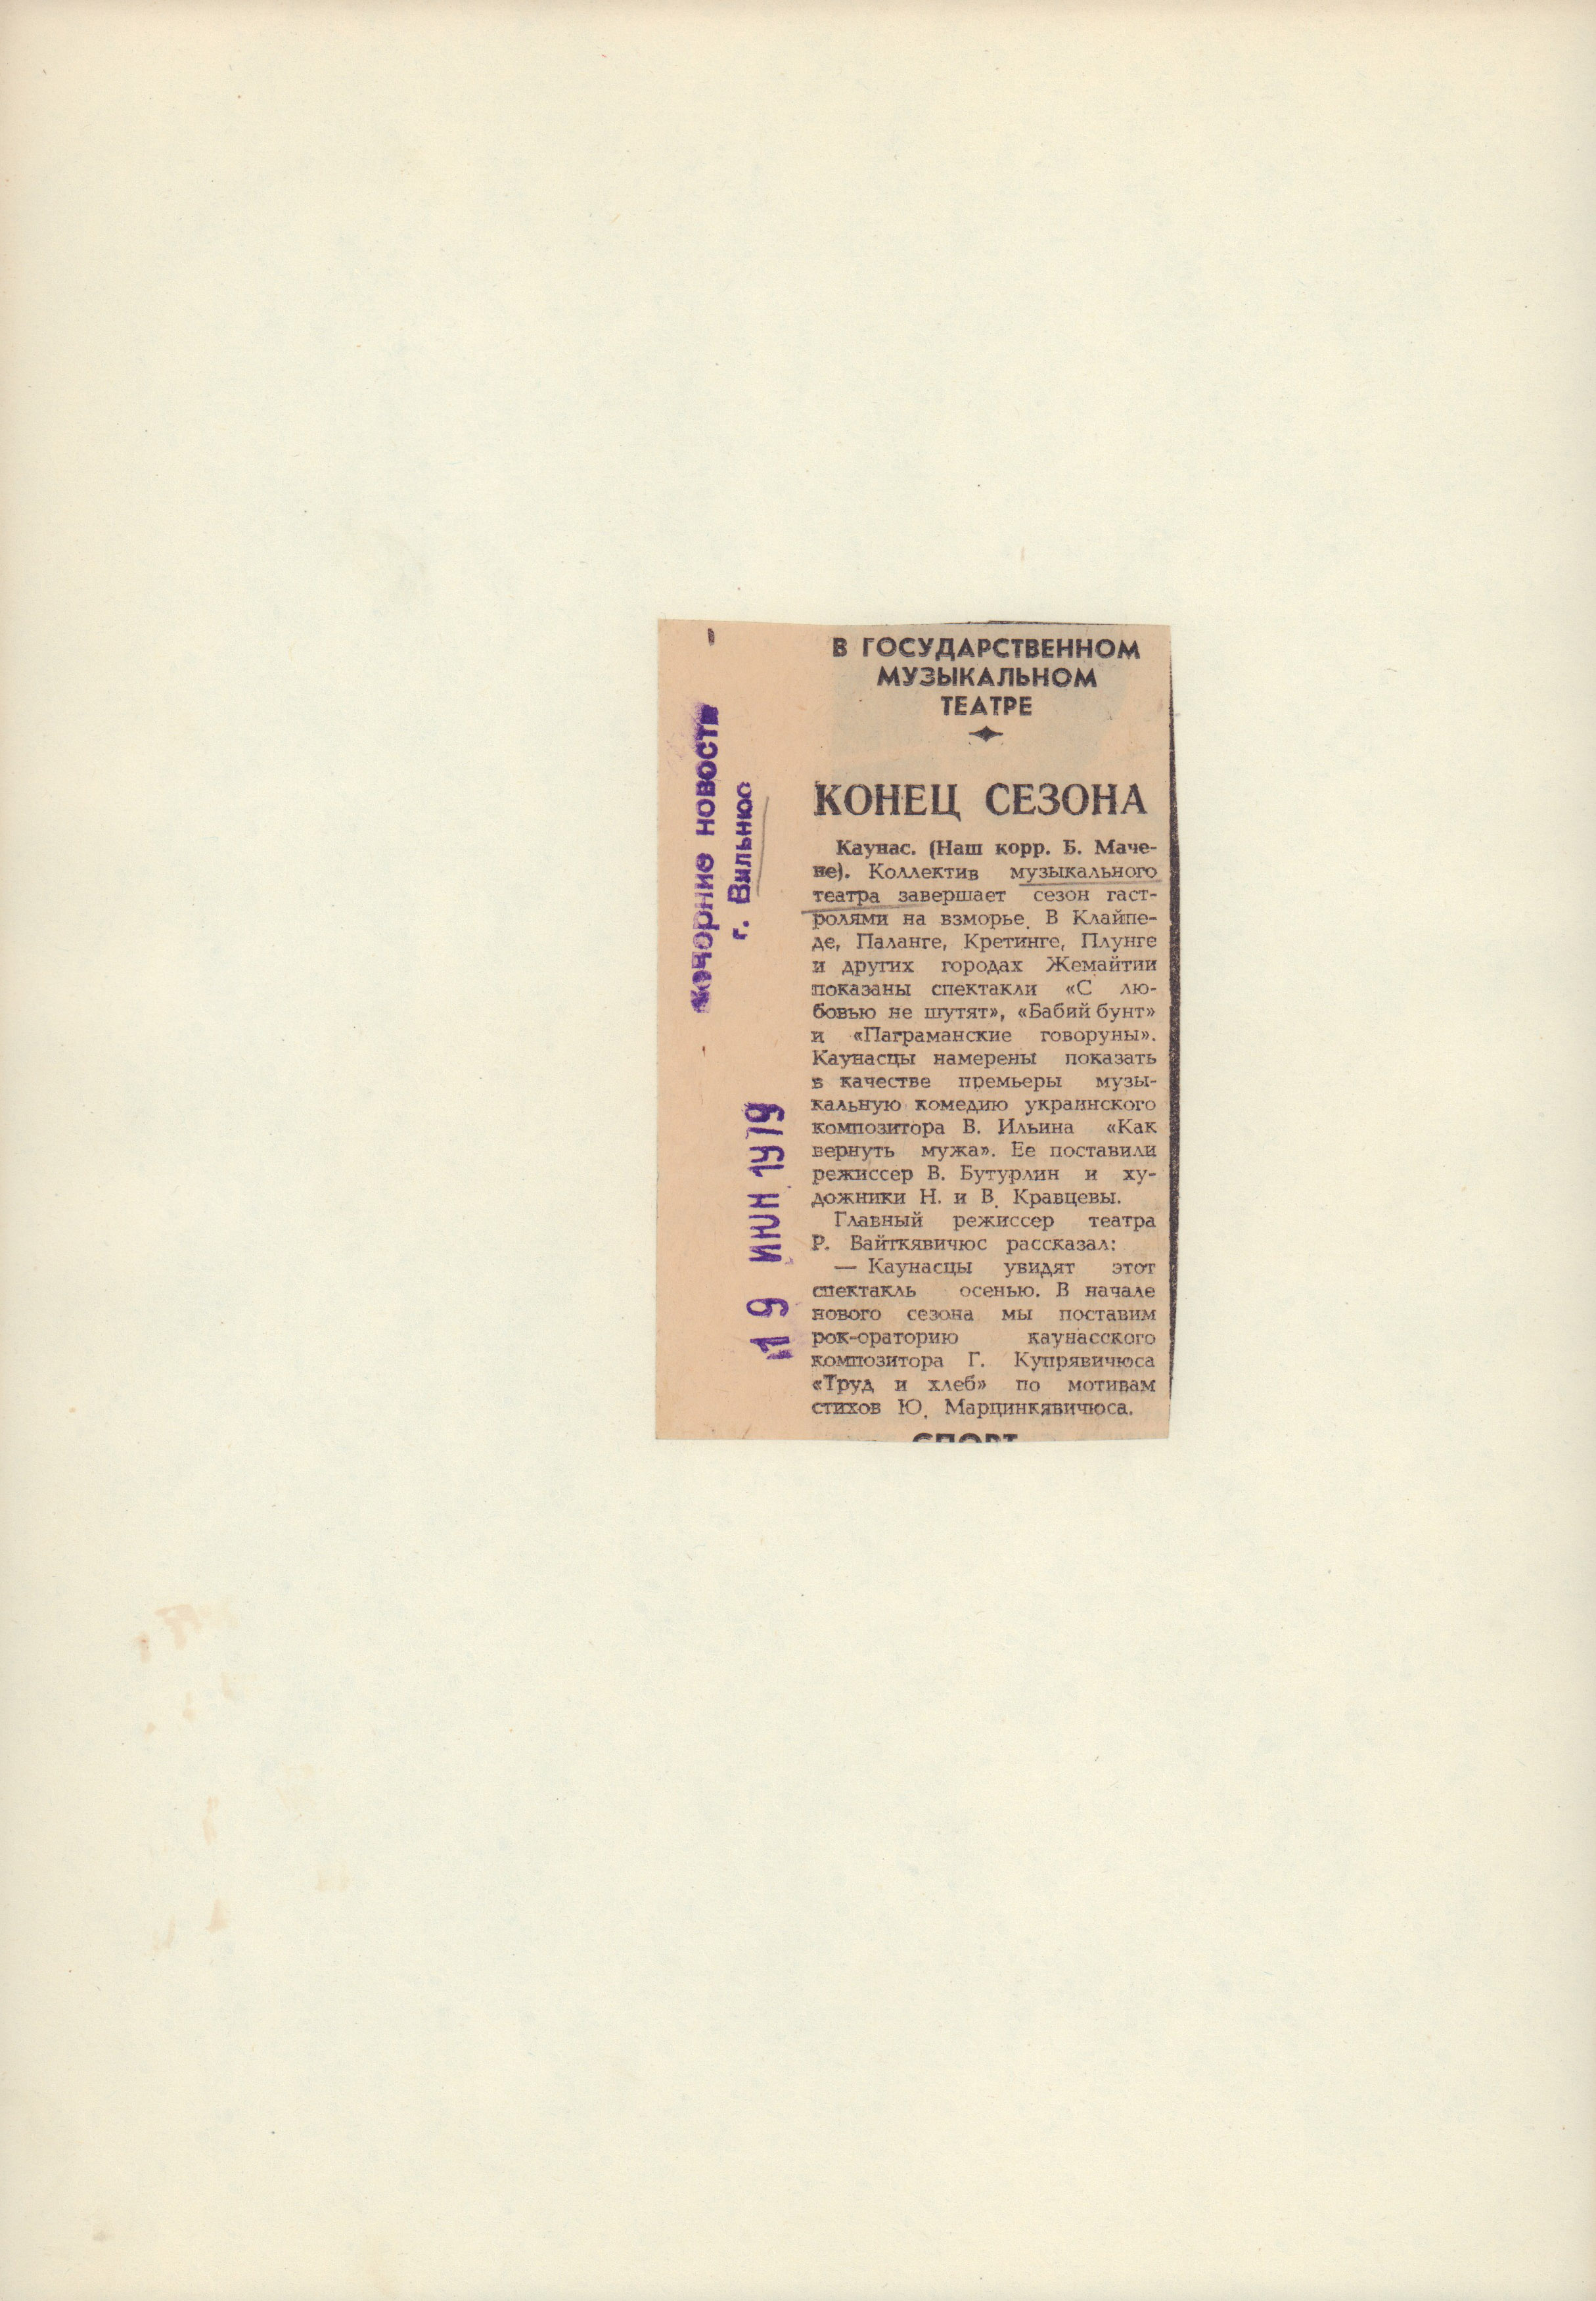 В ГОСУДАРСТВЕННОМ
МУЗЫКАЛЬНОМ
ТЕАТРЕ
КОНЕЦ СЕЗОНА
Каунас. (Наш корр. Б. Маче-
не). Коллектив музыкального
театра завершает сезон гаст-
ролями на взморье. В Клайпе-
де, Паланге, Кретинге, Плунге
и других городах Жемайтии
показаны спектакли «С лю-
бовью не шутят», «Бабий бунт»
и «Паграманские говоруны».
Каунасцы намерены показать
в качестве премьеры музы-
кальную комедию украинского
композитора В. Ильина «Как
вернуть мужа». Ее поставили
режиссер В. Бутурлин и ху-
дожники Н. и В. Кравцевы.
Главный режиссер театра
Р. Вайткявичюс рассказал:
— Каунасцы увидят этот
спектакль осенью. В начале
нового сезона мы поставим
рок-ораторию каунасского
композитора Г. Купрявичюса
«Труд и хлеб» по мотивам
стихов Ю. Марцинкявичюса.
СПОРТ
Вечерние новости
г. Вильнюс
19 ИЮН 1979